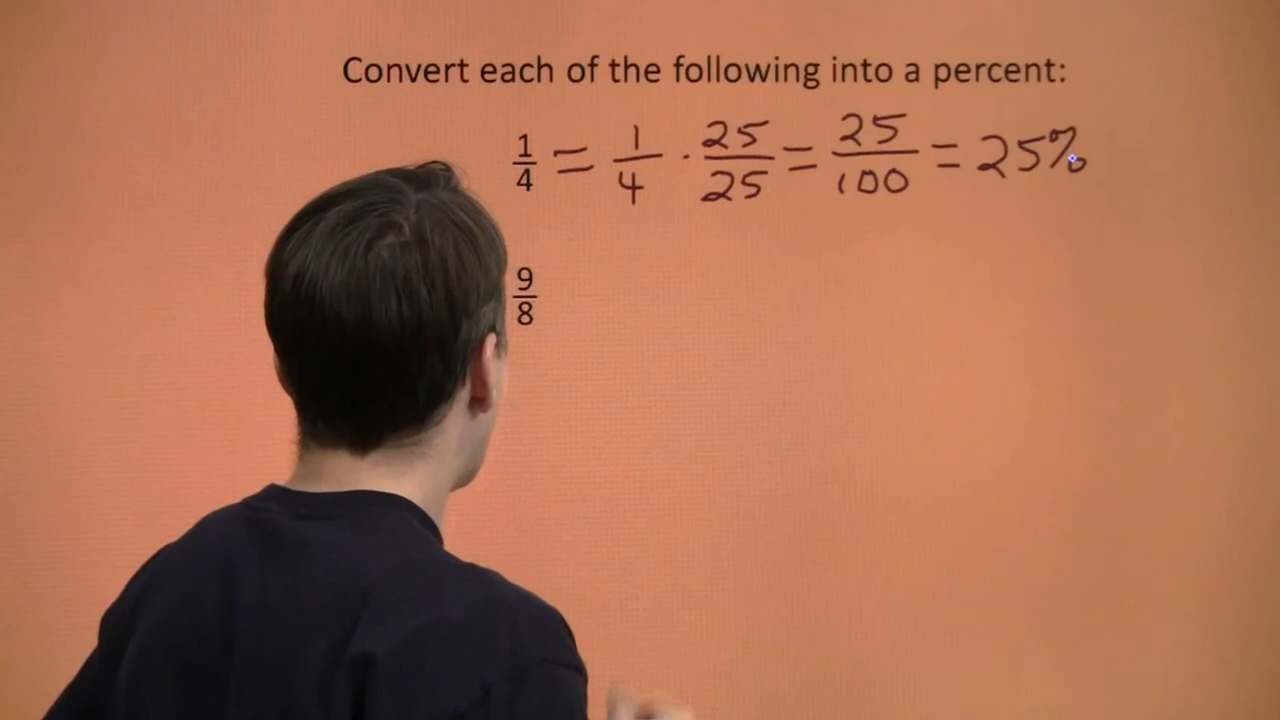 Convert each of the following into a percent:
1/4 = 1/4 · 25/25 = 25/100 = 25%
9/8